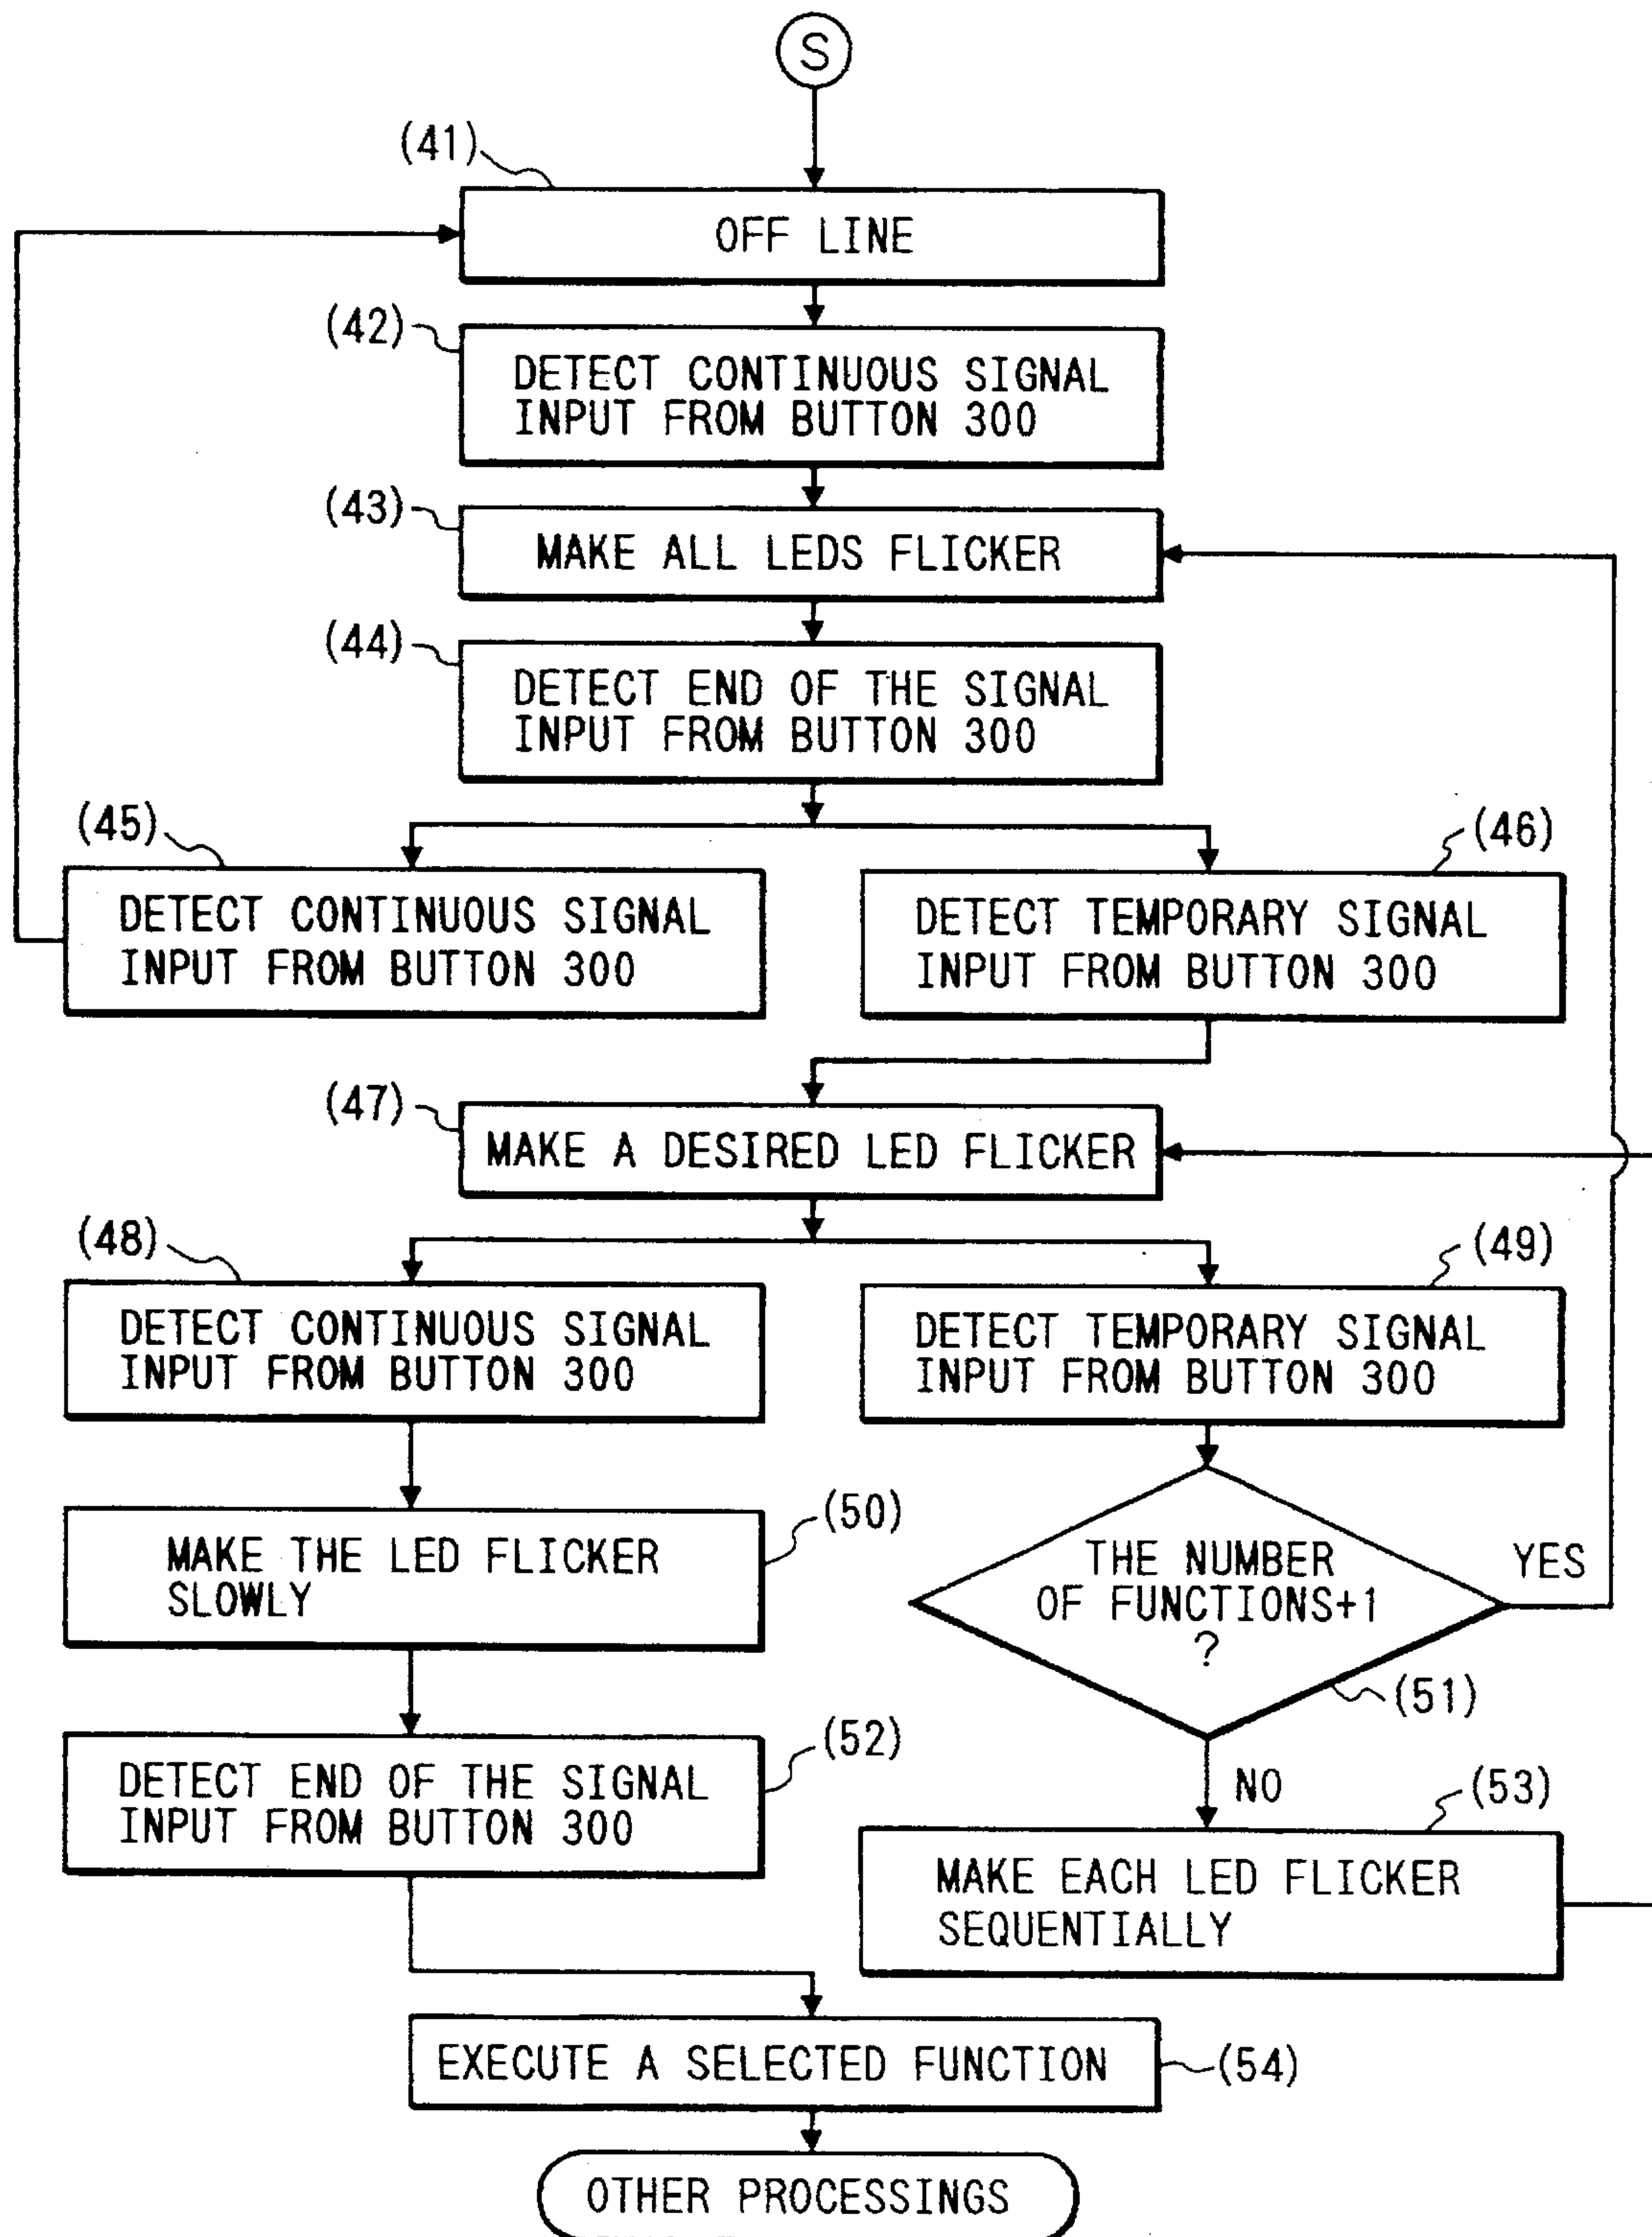 S
(41)
OFF LINE
(42)
DETECT CONTINUOUS SIGNAL
INPUT FROM BUTTON 300
(43)
MAKE ALL LEDS FLICKER
(44)
DETECT END OF THE SIGNAL
INPUT FROM BUTTON 300
(45)
DETECT CONTINUOUS SIGNAL
INPUT FROM BUTTON 300
(46)
DETECT TEMPORARY SIGNAL
INPUT FROM BUTTON 300
(47)
MAKE A DESIRED LED FLICKER
(48)
DETECT CONTINUOUS SIGNAL
INPUT FROM BUTTON 300
(49)
DETECT TEMPORARY SIGNAL
INPUT FROM BUTTON 300
(50)
MAKE THE LED FLICKER
SLOWLY
THE NUMBER
OF FUNCTIONS+1
?
YES
(51)
NO
(52)
DETECT END OF THE SIGNAL
INPUT FROM BUTTON 300
(53)
MAKE EACH LED FLICKER
SEQUENTIALLY
EXECUTE A SELECTED FUNCTION
(54)
OTHER PROCESSINGS